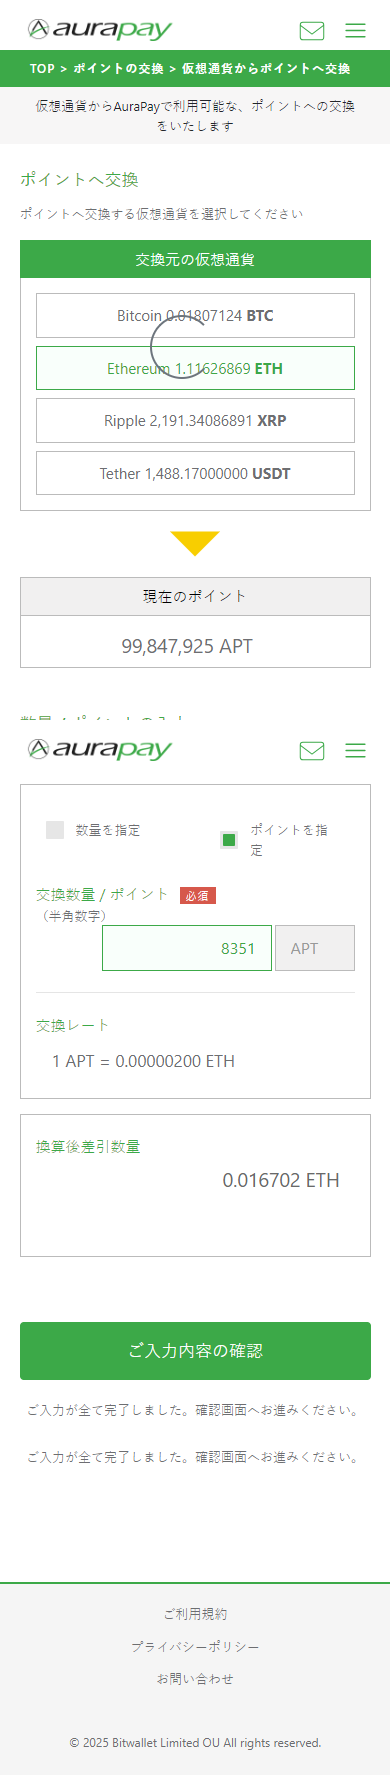 aurapay
TOP > ポイントの交換 > 仮想通貨からポイントへ交換
仮想通貨からAuraPayで利用可能な、ポイントへの交換
をいたします
ポイントへ交換
ポイントへ交換する仮想通貨を選択してください
交換元の仮想通貨
Bitcoin 0.01807124 BTC
Ethereum 1.11626869 ETH
Ripple 2,191.34086891 XRP
Tether 1,488.17000000 USDT
現在のポイント
99,847,925 APT
数量 / ポイントの入力
aurapay
数量を指定
ポイントを指
定
交換数量 / ポイント 必須
（半角数字）
8351 APT
交換レート
1 APT = 0.00000200 ETH
換算後差引数量
0.016702 ETH
ご入力内容の確認
ご入力が全て完了しました。確認画面へお進みください。
ご入力が全て完了しました。確認画面へお進みください。
ご利用規約
プライバシーポリシー
お問い合わせ
© 2025 Bitwallet Limited OU All rights reserved.